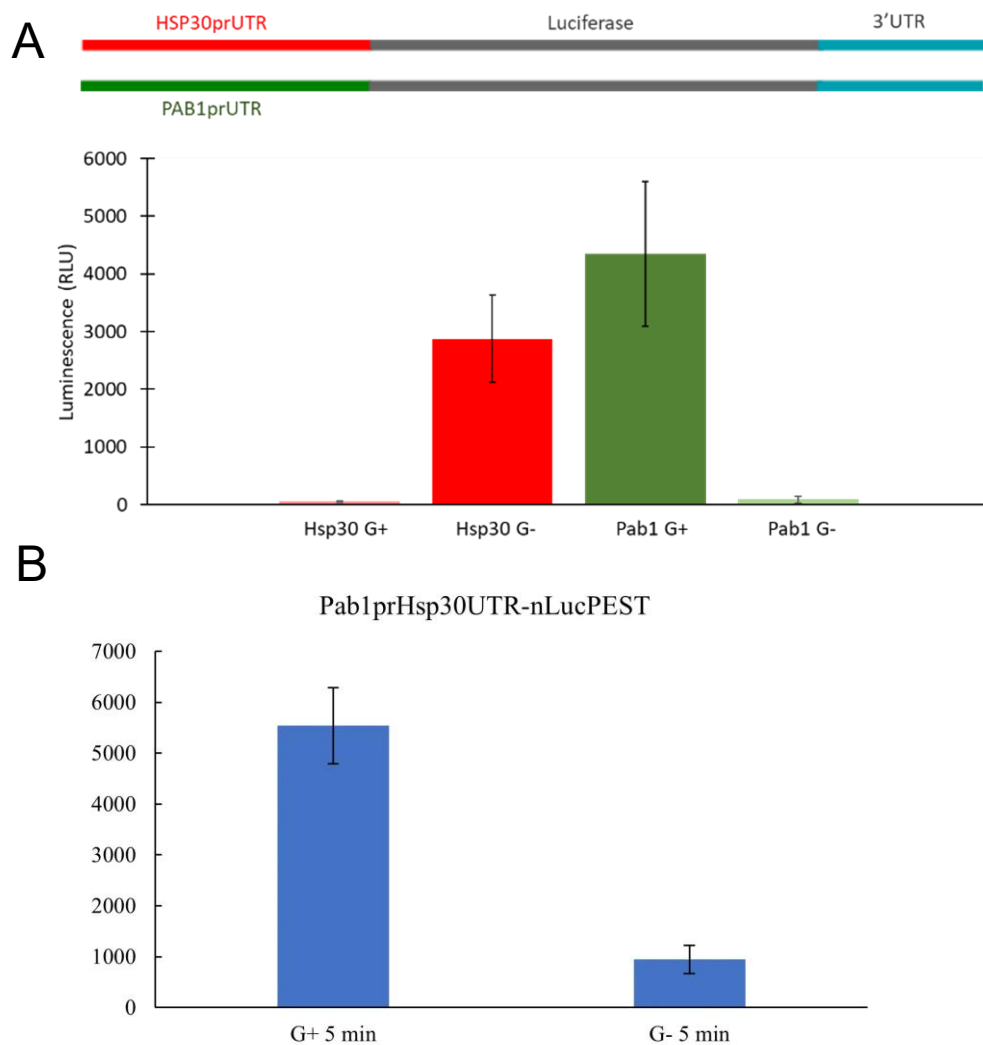 A
HSP30prUTR Luciferase 3'UTR
PAB1prUTR
6000
5000
4000
3000
2000
1000
0
Luminescence (RLU)
Hsp30 G+ Hsp30 G- Pab1 G+ Pab1 G-
B
Pab1prHsp30UTR-nLucPEST
7000
6000
5000
4000
3000
2000
1000
0
G+ 5 min G- 5 min